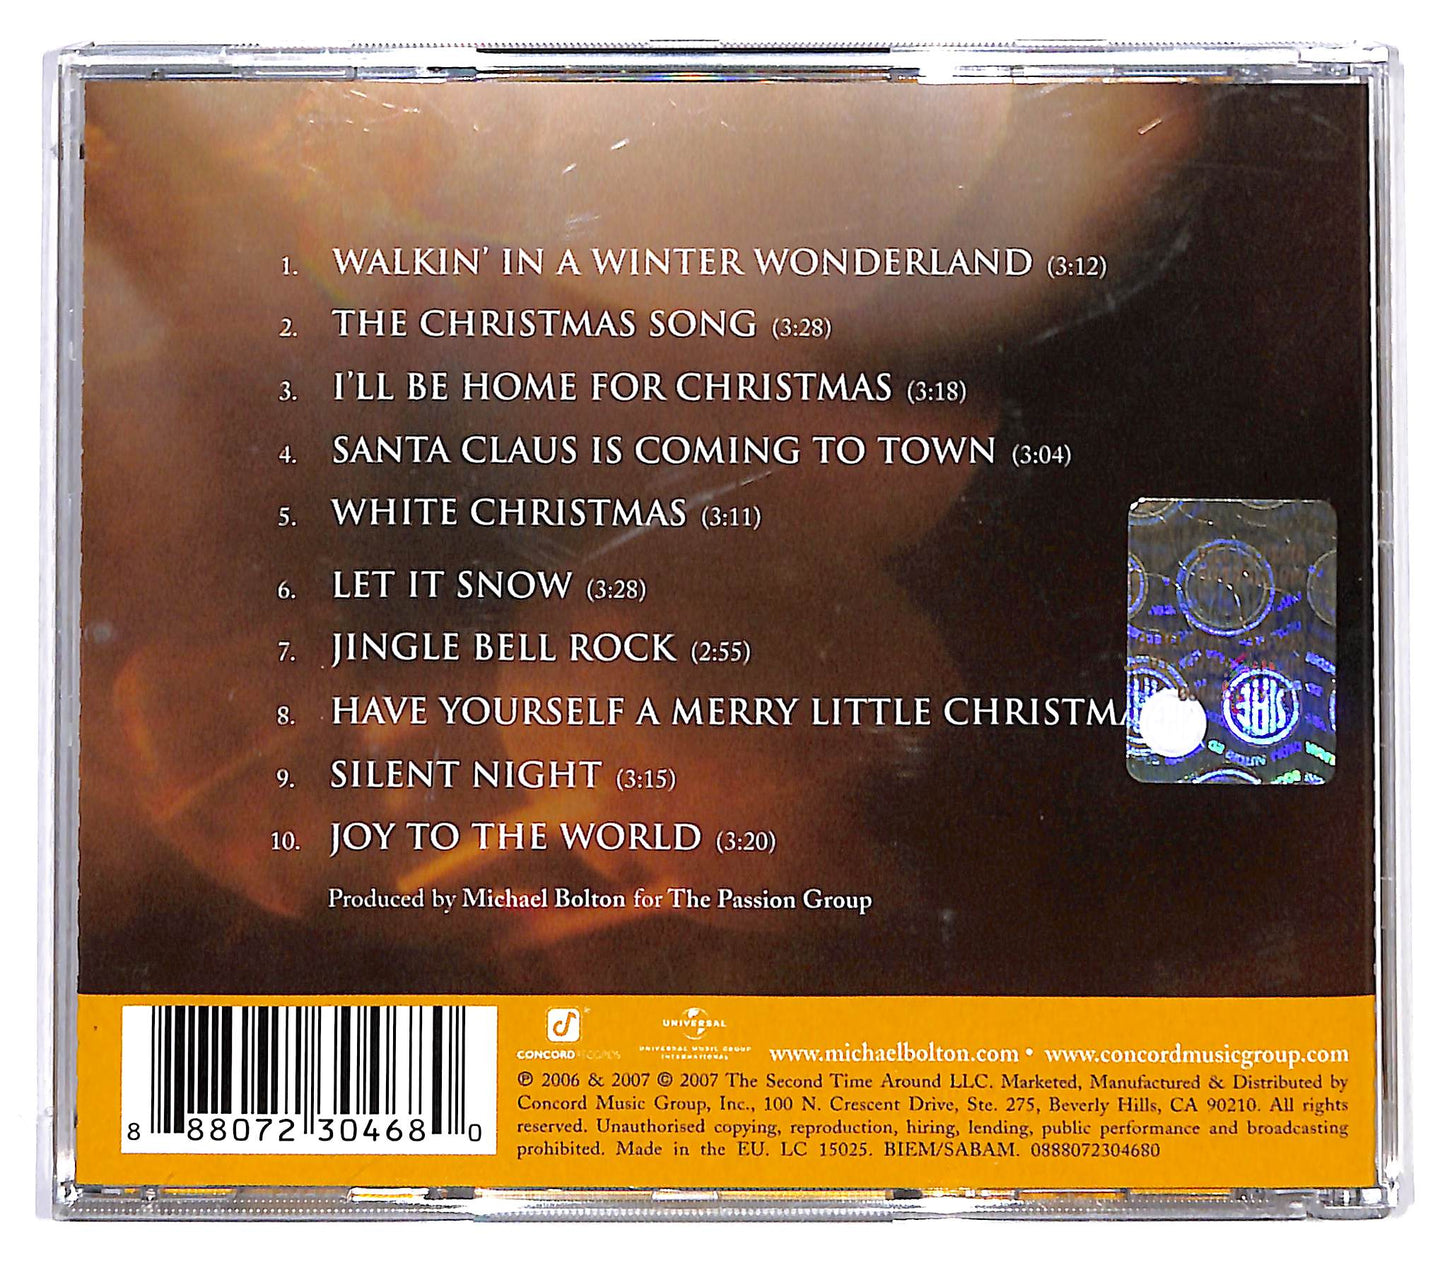 1. WALKIN' IN A WINTER WONDERLAND (3:12)
2. THE CHRISTMAS SONG (3:28)
3. I'LL BE HOME FOR CHRISTMAS (3:18)
4. SANTA CLAUS IS COMING TO TOWN (3:04)
5. WHITE CHRISTMAS (3:11)
6. LET IT SNOW (3:28)
7. JINGLE BELL ROCK (2:55)
8. HAVE YOURSELF A MERRY LITTLE CHRISTMA
9. SILENT NIGHT (3:15)
10. JOY TO THE WORLD (3:20)
Produced by Michael Bolton for The Passion Group
SIAE
8 88072 30468 0
CONCORD RECORDS
UNIVERSAL
UNIVERSAL MUSIC GROUP
INTERNATIONAL
www.michaelbolton.com • www.concordmusicgroup.com
℗ 2006 & 2007 © 2007 The Second Time Around LLC. Marketed, Manufactured & Distributed by
Concord Music Group, Inc., 100 N. Crescent Drive, Ste. 275, Beverly Hills, CA 90210. All rights
reserved. Unauthorised copying, reproduction, hiring, lending, public performance and broadcasting
prohibited. Made in the EU. LC 15025. BIEM/SABAM. 0888072304680